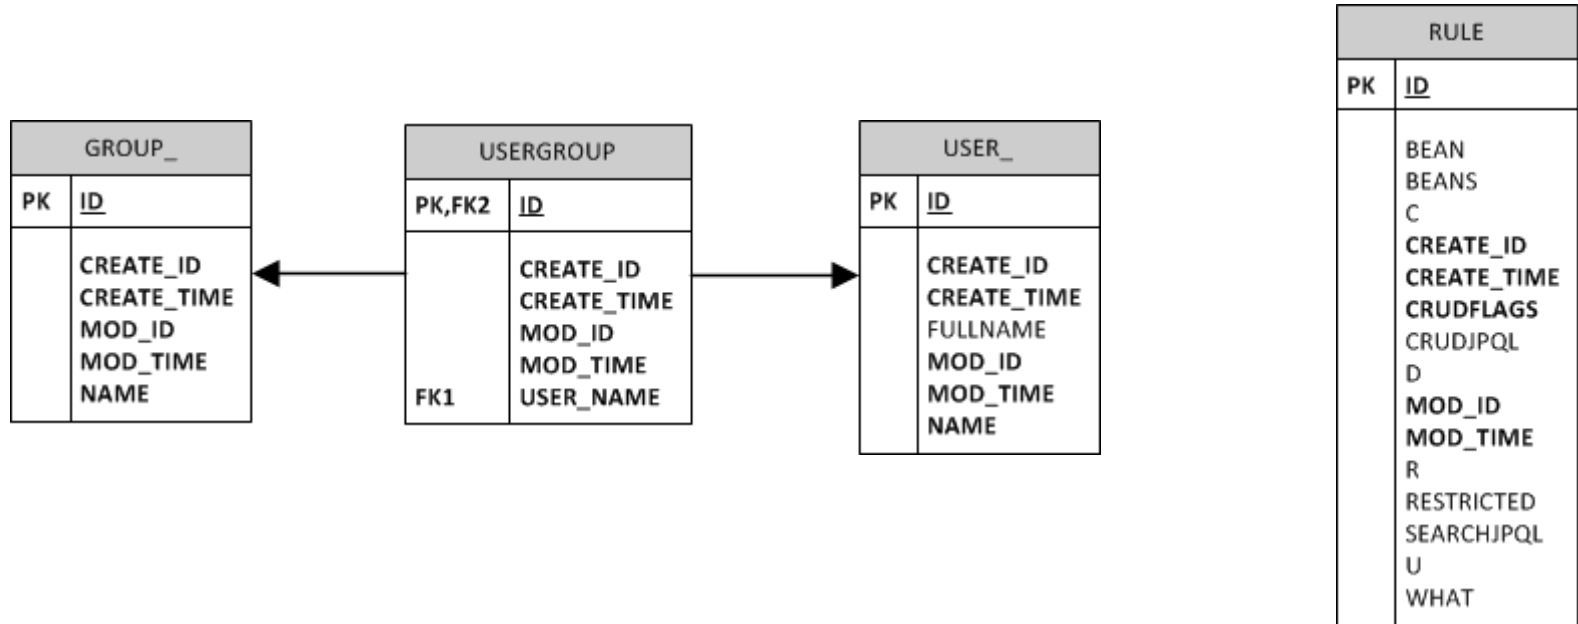 GROUP_
PK ID
CREATE_ID
CREATE_TIME
MOD_ID
MOD_TIME
NAME
USERGROUP
PK,FK2 ID
CREATE_ID
CREATE_TIME
MOD_ID
MOD_TIME
FK1 USER_NAME
USER_
PK ID
CREATE_ID
CREATE_TIME
FULLNAME
MOD_ID
MOD_TIME
NAME
RULE
PK ID
BEAN
BEANS
C
CREATE_ID
CREATE_TIME
CRUDFLAGS
CRUDJPQL
D
MOD_ID
MOD_TIME
R
RESTRICTED
SEARCHJPQL
U
WHAT